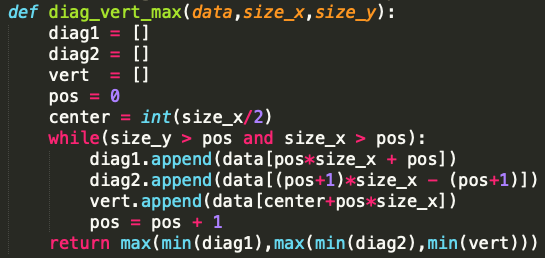 def diag_vert_max(data,size_x,size_y):
    diag1 = []
    diag2 = []
    vert  = []
    pos = 0
    center = int(size_x/2)
    while(size_y > pos and size_x > pos):
        diag1.append(data[pos*size_x + pos])
        diag2.append(data[(pos+1)*size_x - (pos+1)])
        vert.append(data[center+pos*size_x])
        pos = pos + 1
    return max(min(diag1),max(min(diag2),min(vert)))